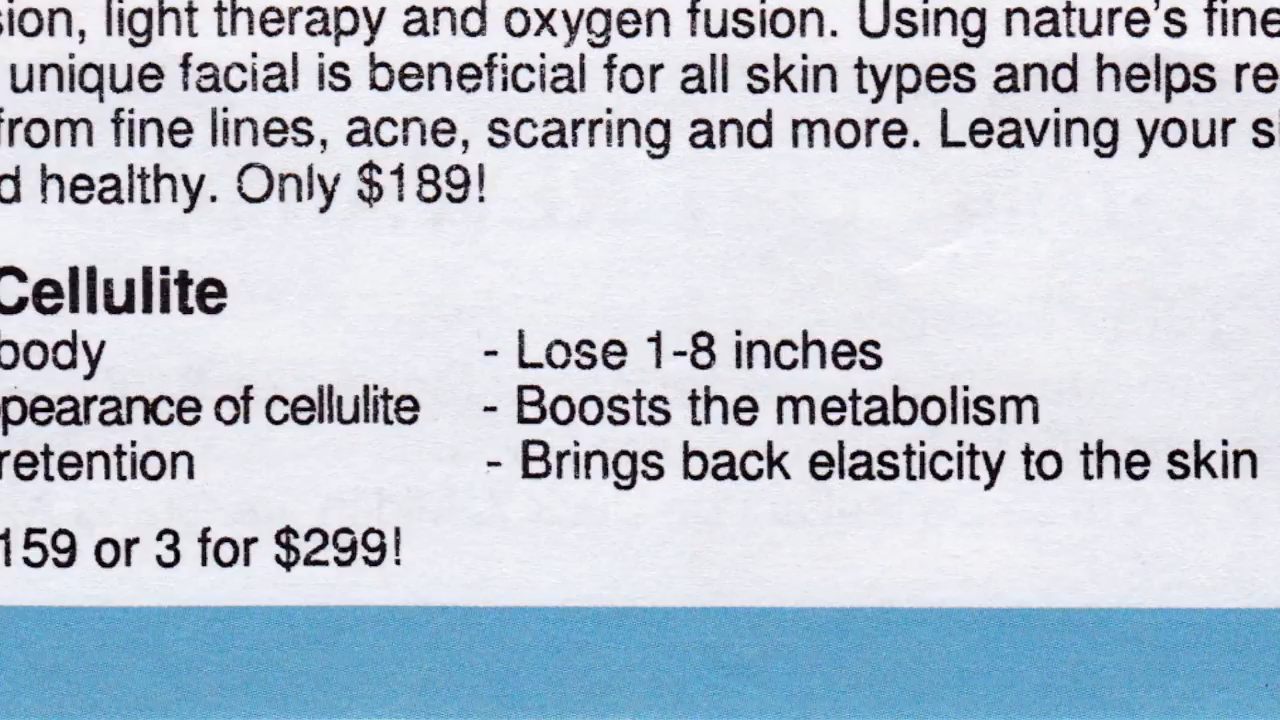 sion, light therapy and oxygen fusion. Using nature's fine
unique facial is beneficial for all skin types and helps re
from fine lines, acne, scarring and more. Leaving your s
d healthy. Only $189!
Cellulite
body - Lose 1-8 inches
ppearance of cellulite - Boosts the metabolism
retention - Brings back elasticity to the skin
159 or 3 for $299!